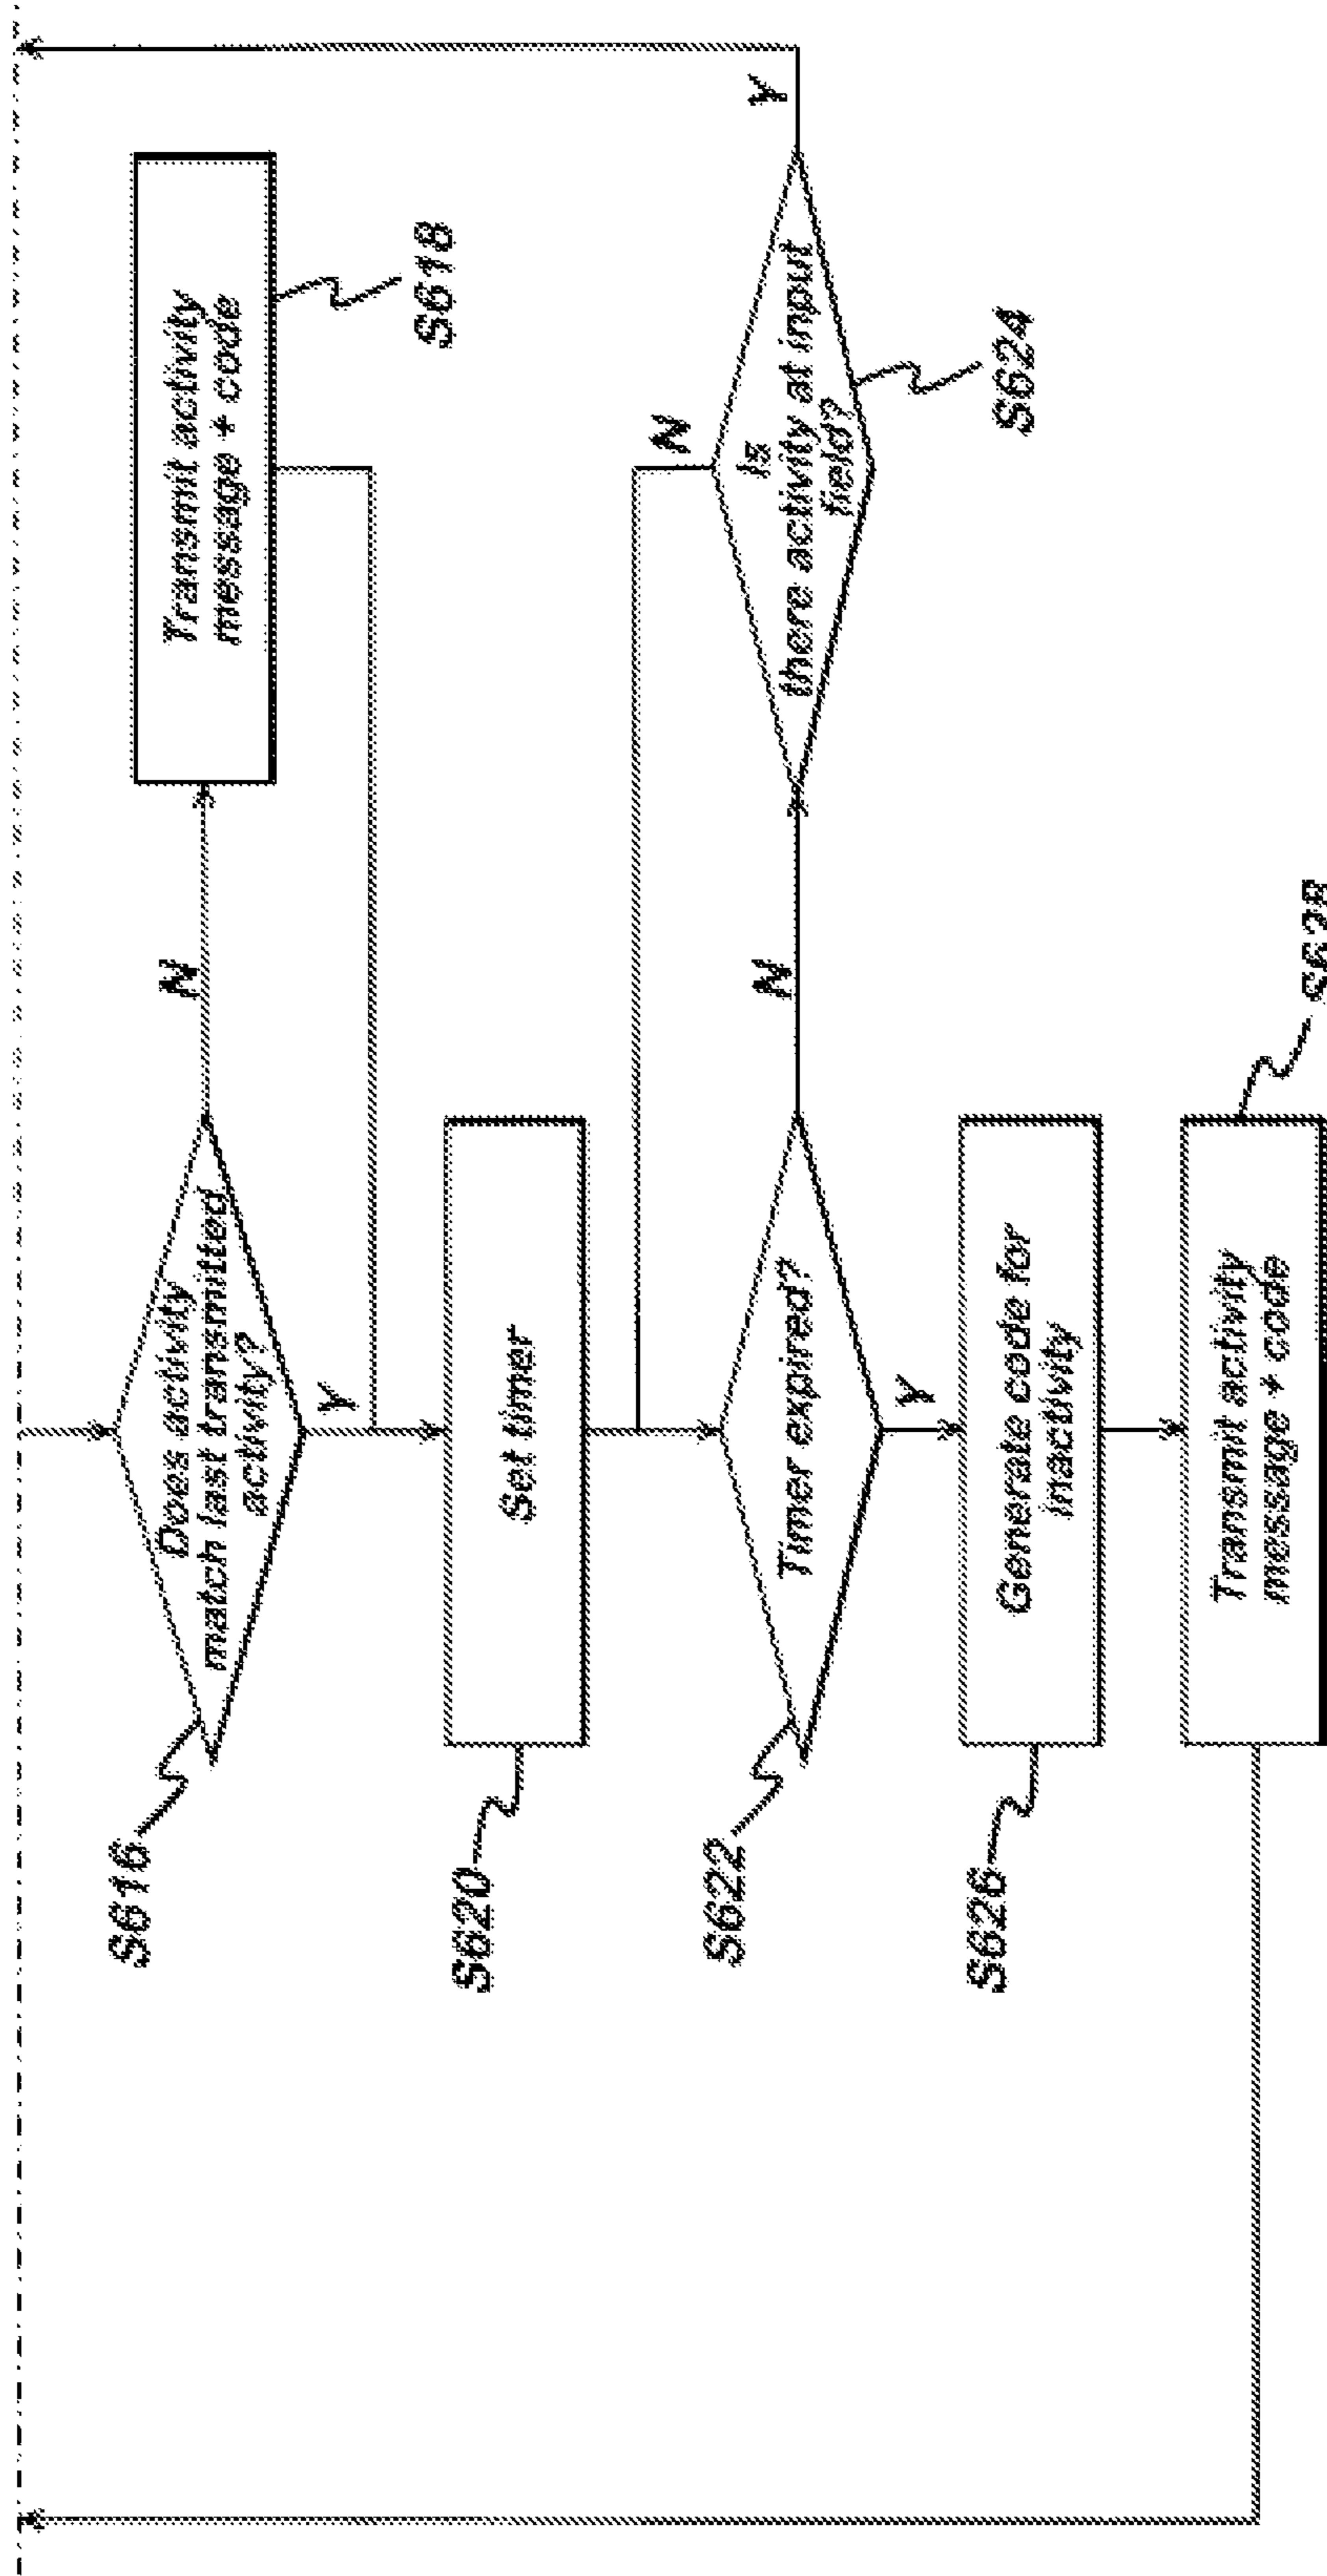 S616
Does activity
match last transmitted
activity?
N
Transmit activity
message + code
S618
Y
S620
Set timer
S622
Timer expired?
N
Is
there activity at input
field?
N
Y
S624
Y
S626
Generate code for
inactivity
Transmit activity
message + code